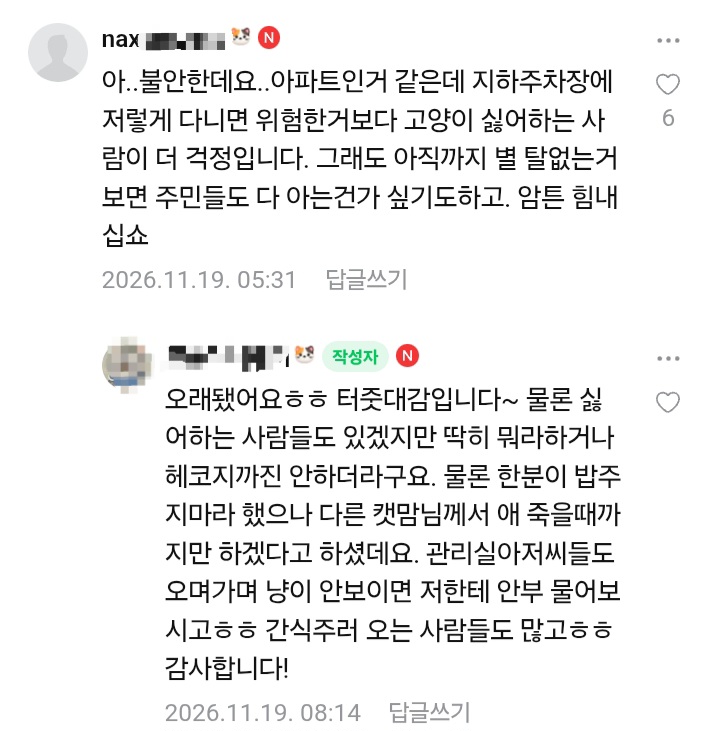 nax
아..불안한데요..아파트인거 같은데 지하주차장에
저렇게 다니면 위험한거보다 고양이 싫어하는 사
람이 더 걱정입니다. 그래도 아직까지 별 탈없는거
보면 주민들도 다 아는건가 싶기도하고. 암튼 힘내
십쇼
2026.11.19. 05:31 답글쓰기
6
작성자 N
오래됐어요ㅎㅎ 터줏대감입니다~ 물론 싫
어하는 사람들도 있겠지만 딱히 뭐라하거나
헤코지까진 안하더라구요. 물론 한분이 밥주
지마라 했으나 다른 캣맘님께서 애 죽을때까
지만 하겠다고 하셨데요. 관리실아저씨들도
오며가며 냥이 안보이면 저한테 안부 물어보
시고ㅎㅎ 간식주러 오는 사람들도 많고ㅎㅎ
감사합니다!
2026.11.19. 08:14 답글쓰기